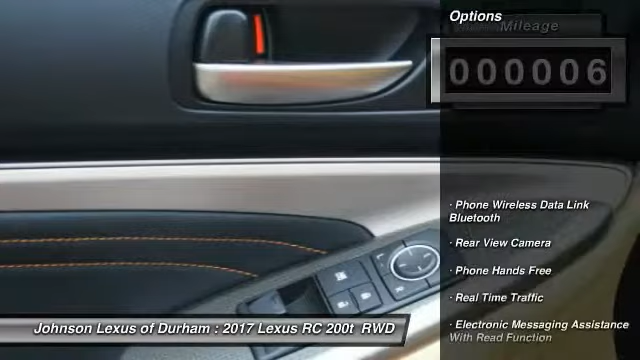 Options
Mileage
000006
· Phone Wireless Data Link
Bluetooth
· Rear View Camera
· Phone Hands Free
· Real Time Traffic
· Electronic Messaging Assistance
With Read Function
Johnson Lexus of Durham : 2017 Lexus RC 200t RWD